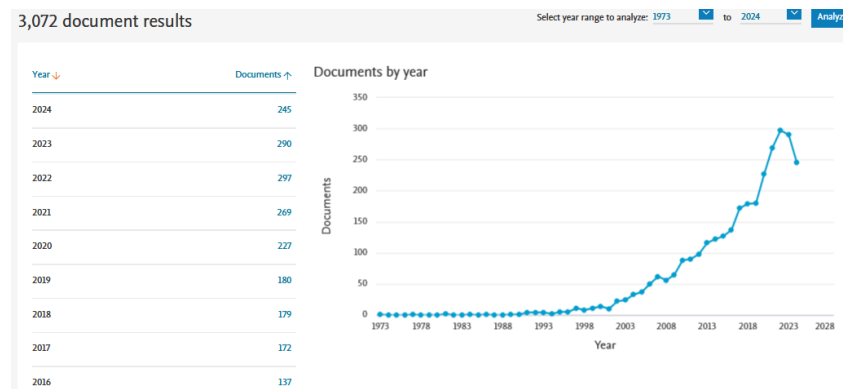 3,072 document results
Select year range to analyze: 1973 to 2024 Analyz
Year ↓ Documents ↑
2024 245
2023 290
2022 297
2021 269
2020 227
2019 180
2018 179
2017 172
2016 137
Documents by year
Documents
350
300
250
200
150
100
50
0
1973 1978 1983 1988 1993 1998 2003 2008 2013 2018 2023 2028
Year